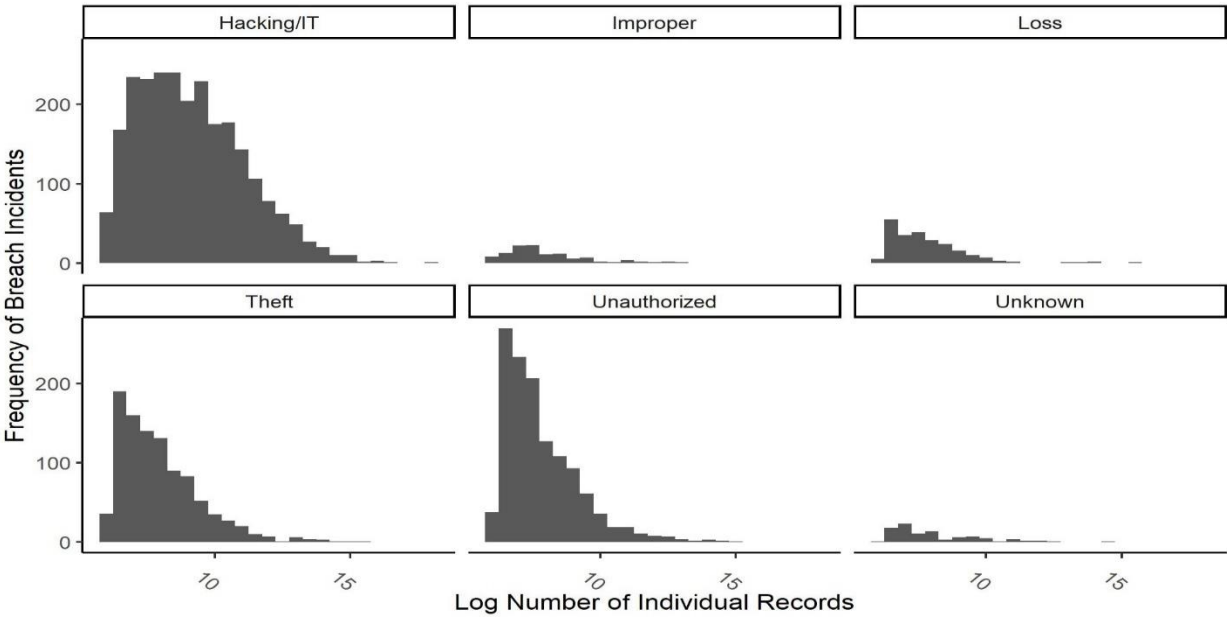 Hacking/IT Improper Loss
200
100
0
Theft Unauthorized Unknown
200
100
0
10 15 10 15 10 15
Log Number of Individual Records
Frequency of Breach Incidents